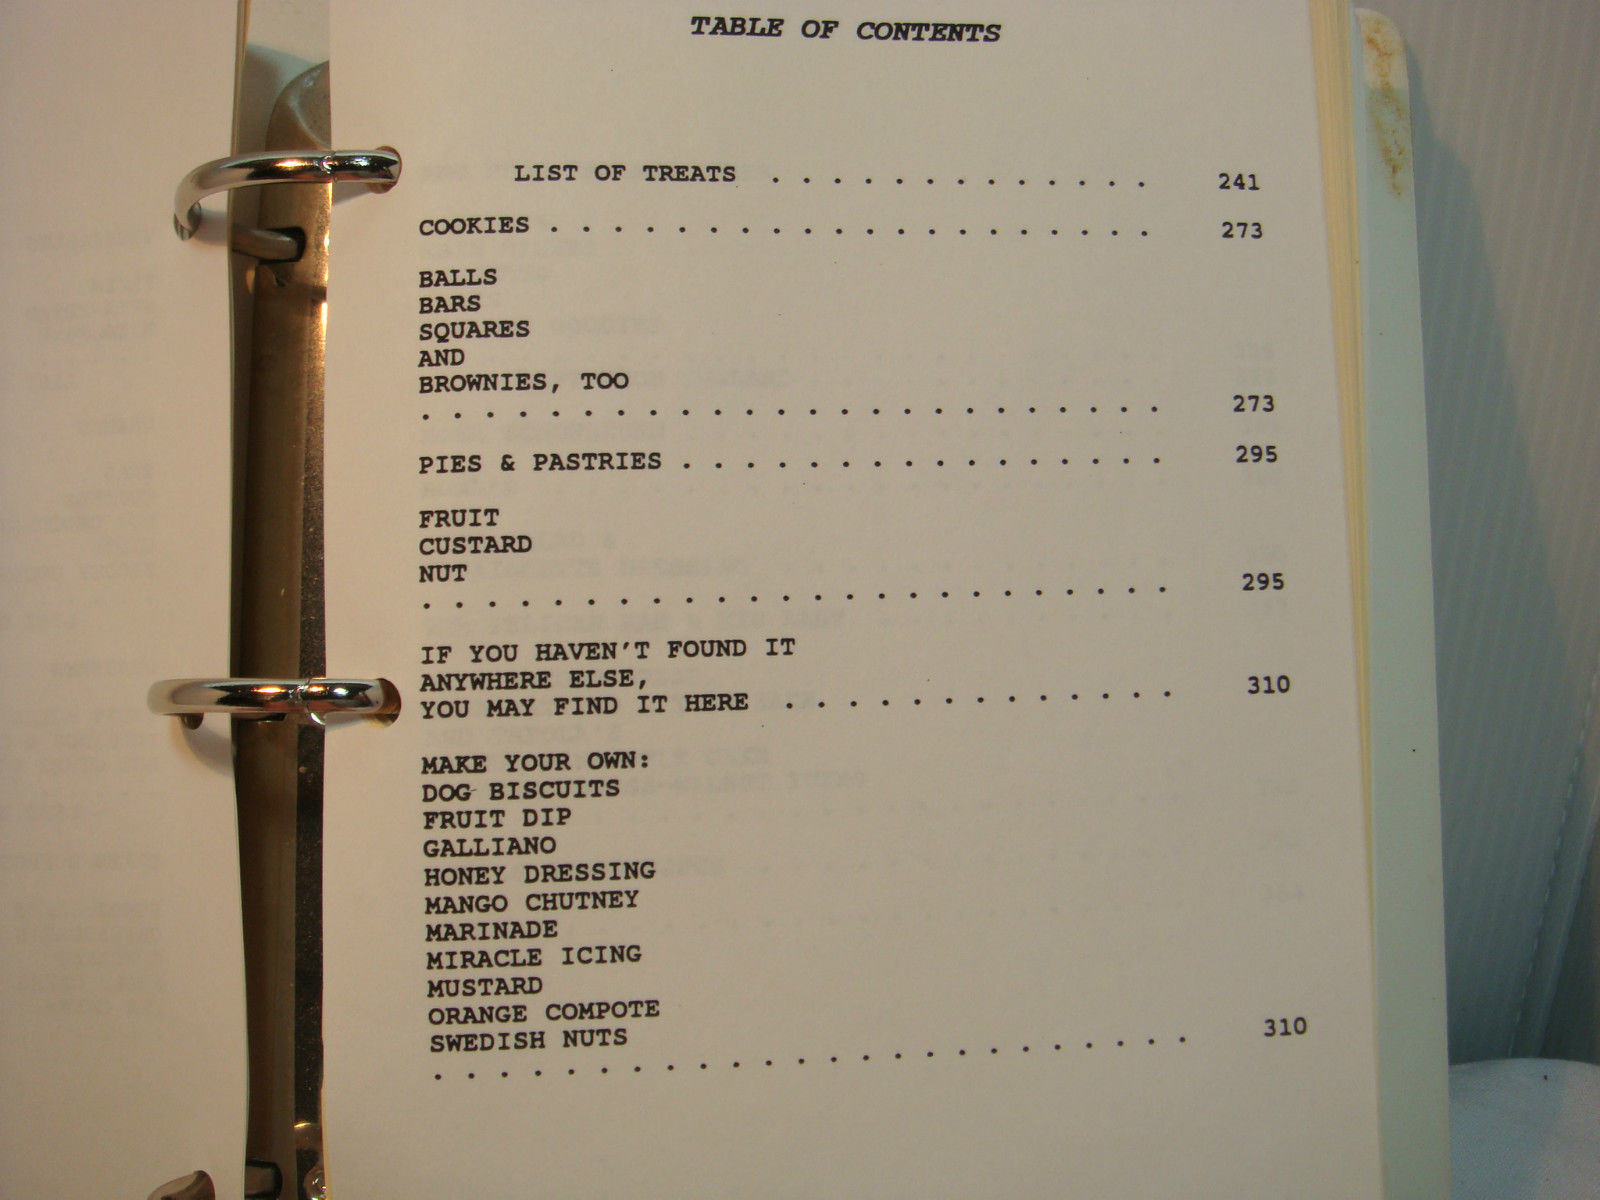 TABLE OF CONTENTS
LIST OF TREATS . . . . . . . . . . . . . . 241
COOKIES . . . . . . . . . . . . . . . . . . . 273
BALLS
BARS
SQUARES
AND
BROWNIES, TOO
. . . . . . . . . . . . . . . . . . . . . . . 273
PIES & PASTRIES . . . . . . . . . . . . . . . 295
FRUIT
CUSTARD
NUT
. . . . . . . . . . . . . . . . . . . . . . . 295
IF YOU HAVEN'T FOUND IT
ANYWHERE ELSE,
YOU MAY FIND IT HERE . . . . . . . . . . . . . 310
MAKE YOUR OWN:
DOG BISCUITS
FRUIT DIP
GALLIANO
HONEY DRESSING
MANGO CHUTNEY
MARINADE
MIRACLE ICING
MUSTARD
ORANGE COMPOTE
SWEDISH NUTS
. . . . . . . . . . . . . . . . . . . . . . . 310